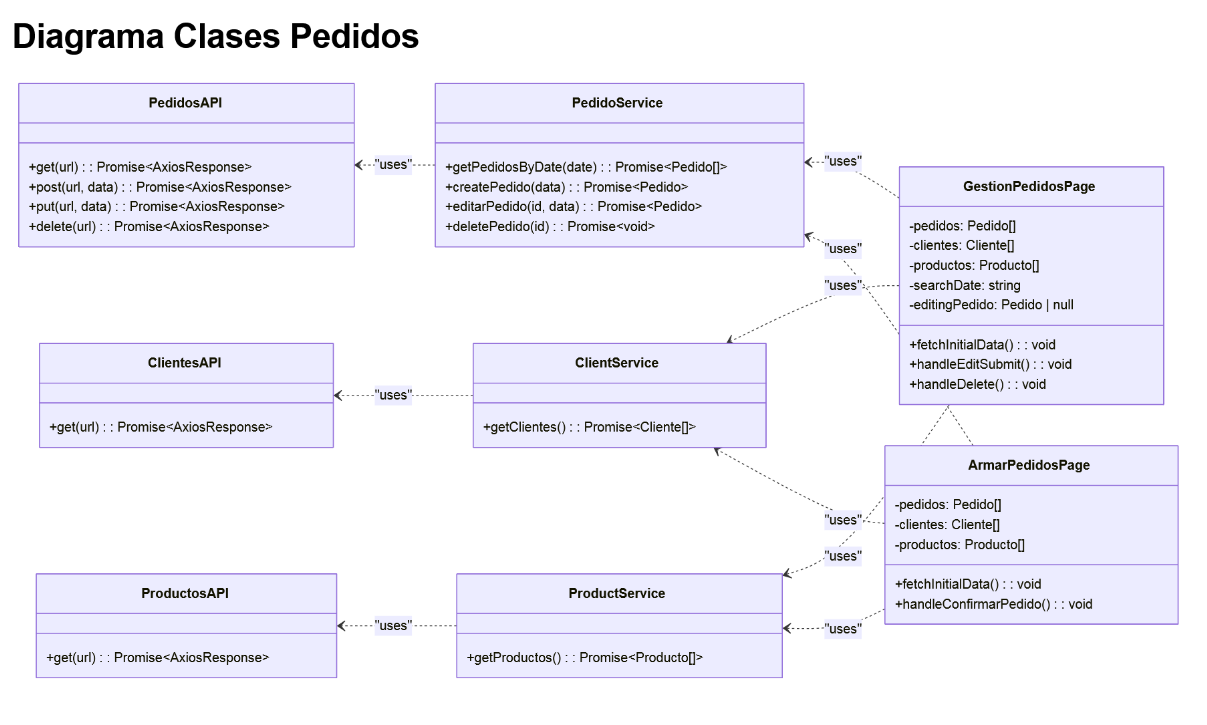 Diagrama Clases Pedidos
PedidosAPI
+get(url) : : Promise<AxiosResponse>
+post(url, data) : : Promise<AxiosResponse>
+put(url, data) : : Promise<AxiosResponse>
+delete(url) : : Promise<AxiosResponse>
"uses"
PedidoService
+getPedidosByDate(date) : : Promise<Pedido[]>
+createPedido(data) : : Promise<Pedido>
+editarPedido(id, data) : : Promise<Pedido>
+deletePedido(id) : : Promise<void>
"uses"
"uses"
"uses"
GestionPedidosPage
-pedidos: Pedido[]
-clientes: Cliente[]
-productos: Producto[]
-searchDate: string
-editingPedido: Pedido | null
+fetchInitialData() : : void
+handleEditSubmit() : : void
+handleDelete() : : void
ClientesAPI
+get(url) : : Promise<AxiosResponse>
"uses"
ClientService
+getClientes() : : Promise<Cliente[]>
"uses"
"uses"
"uses"
ArmarPedidosPage
-pedidos: Pedido[]
-clientes: Cliente[]
-productos: Producto[]
+fetchInitialData() : : void
+handleConfirmarPedido() : : void
ProductosAPI
+get(url) : : Promise<AxiosResponse>
"uses"
ProductService
+getProductos() : : Promise<Producto[]>